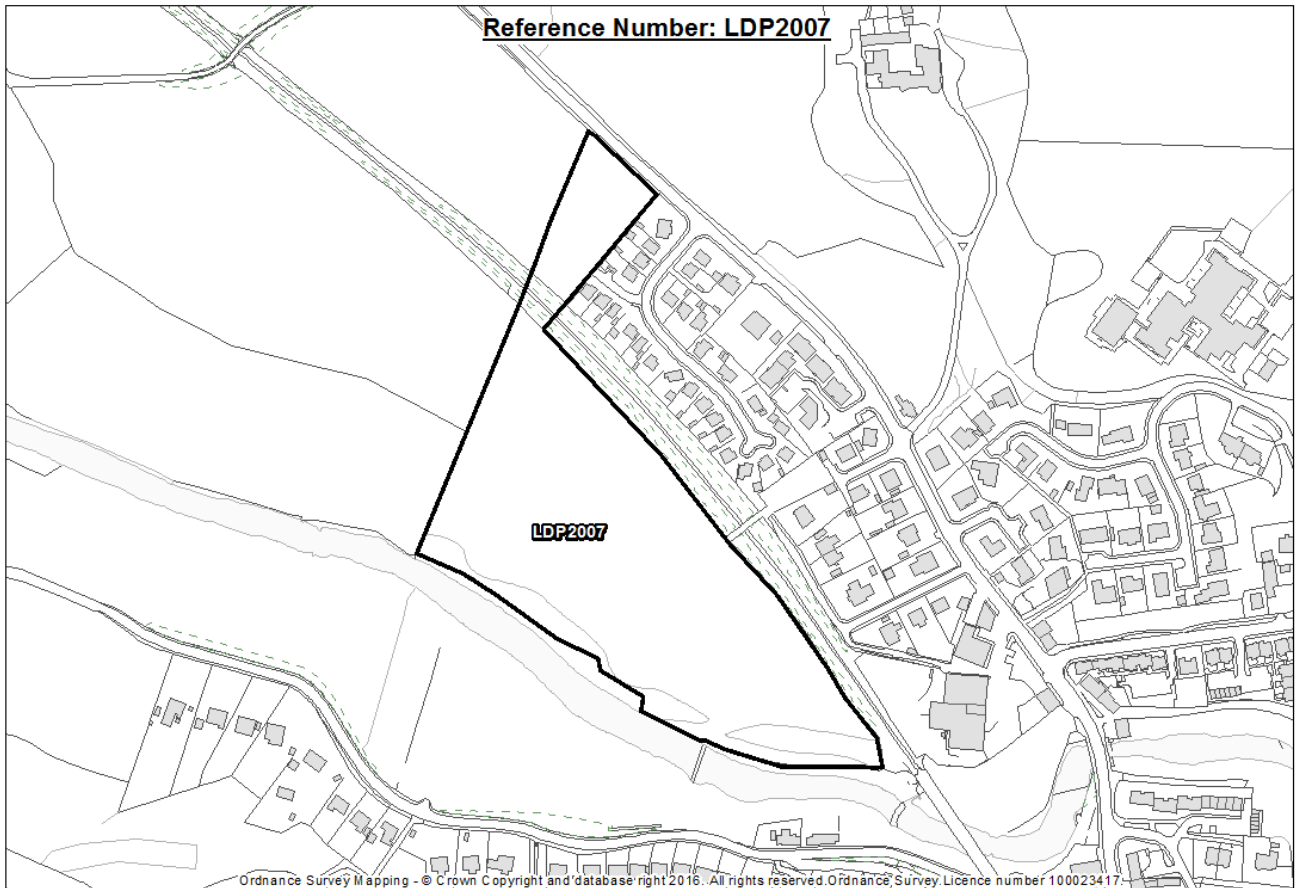 Reference Number: LDP2007
LDP2007
Ordnance Survey Mapping - © Crown Copyright and database right 2016. All rights reserved.Ordnance Survey.Licence number 100023417.